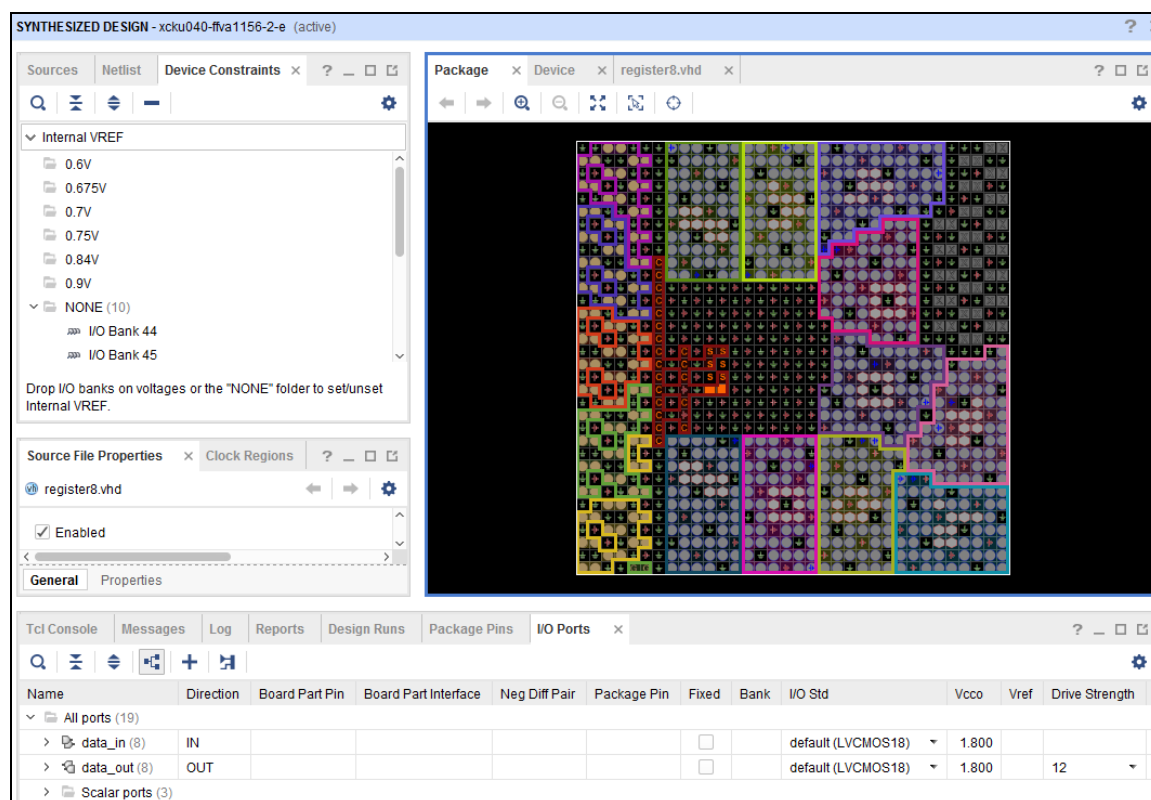 SYNTHESIZED DESIGN - xcku040-ffva1156-2-e (active)
Sources Netlist Device Constraints
Internal VREF
0.6V
0.675V
0.7V
0.75V
0.84V
0.9V
NONE (10)
I/O Bank 44
I/O Bank 45
Drop I/O banks on voltages or the "NONE" folder to set/unset
Internal VREF.
Source File Properties Clock Regions
register8.vhd
Enabled
General Properties
Package Device register8.vhd
Tcl Console Messages Log Reports Design Runs Package Pins I/O Ports
Name Direction Board Part Pin Board Part Interface Neg Diff Pair Package Pin Fixed Bank I/O Std Vcco Vref Drive Strength
All ports (19)
data_in (8) IN default (LVCMOS18) 1.800
data_out (8) OUT default (LVCMOS18) 1.800 12
Scalar ports (3)